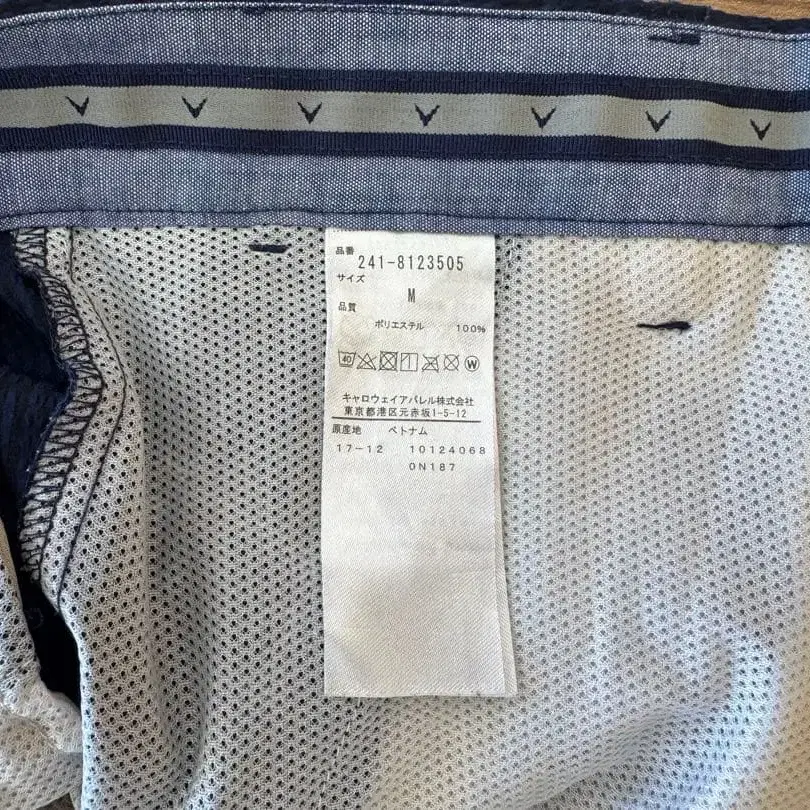 品番
241-8123505
サイズ
M
品質
ポリエステル 100%
40 W
キャロウェイアパレル株式会社
東京都港区元赤坂1-5-12
原産地 ベトナム
17-12 10124068
0N187